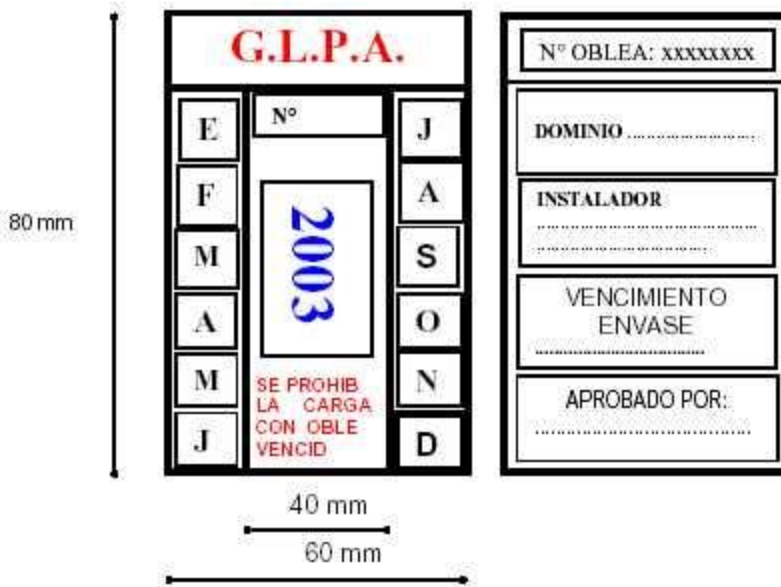 G.L.P.A.
N°
E
F
M
A
M
J
2003
SE PROHIB
LA CARGA
CON OBLE
VENCID
J
A
S
O
N
D
80 mm
40 mm
60 mm
N° OBLEA: xxxxxxxx
DOMINIO ..............................
INSTALADOR
......................................................
..........................................
VENCIMIENTO
ENVASE
..........................................
APROBADO POR:
......................................................